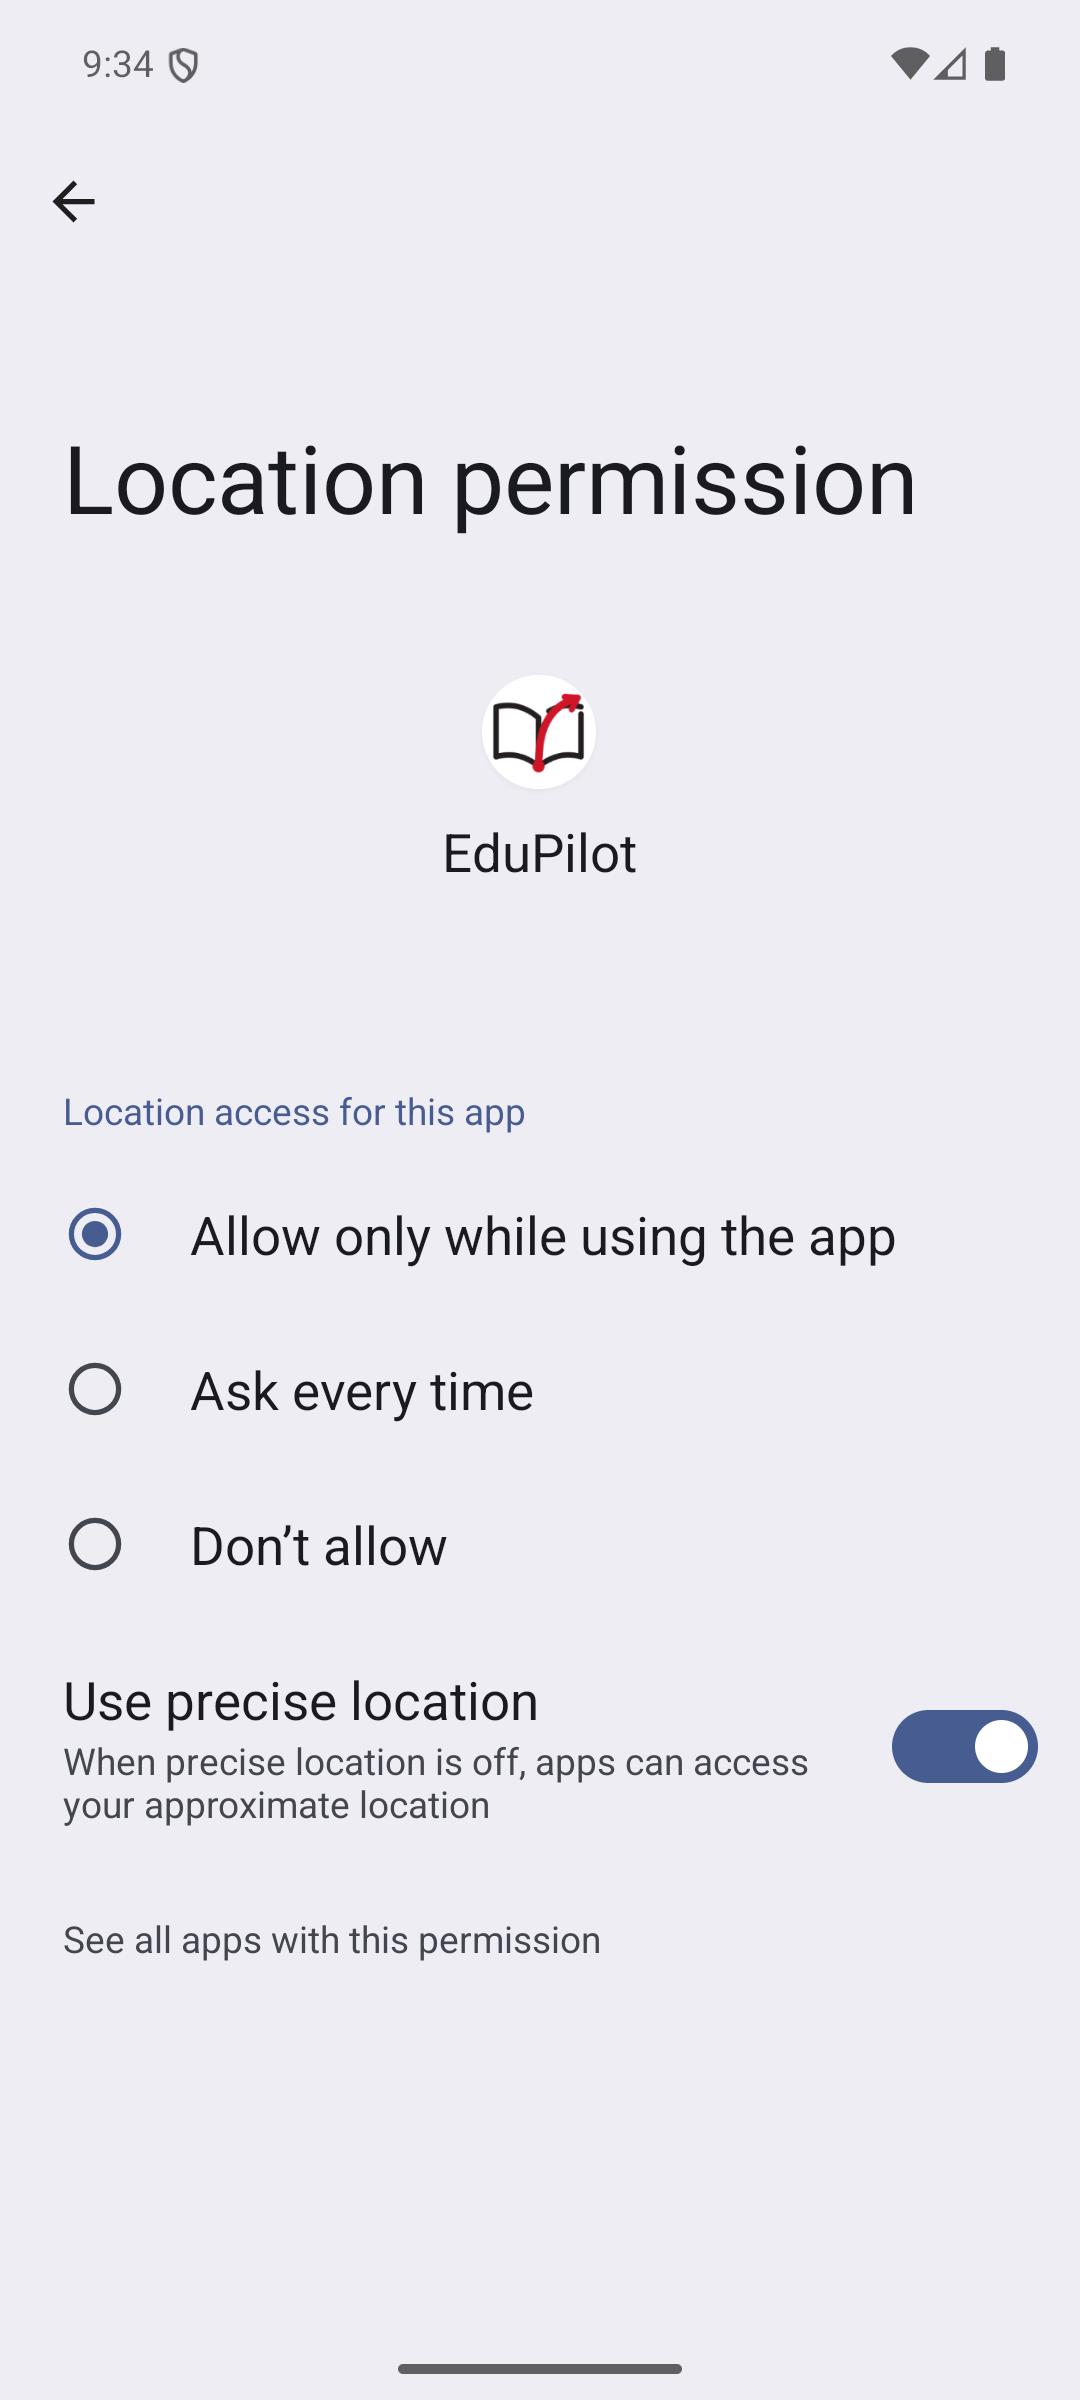 9:34
Location permission
EduPilot
Location access for this app
Allow only while using the app
Ask every time
Don’t allow
Use precise location
When precise location is off, apps can access
your approximate location
See all apps with this permission